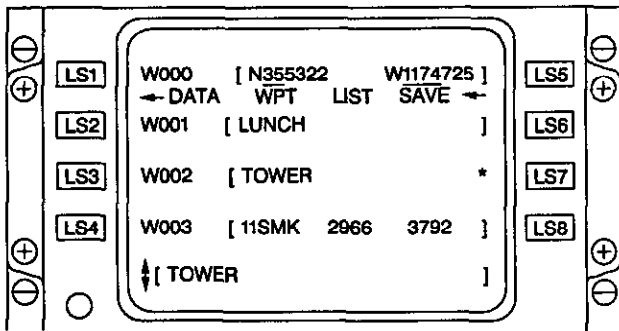 LS1 W000 [ N355322 W1174725 ] LS5
← DATA WPT LIST SAVE ←
LS2 W001 [ LUNCH ] LS6
LS3 W002 [ TOWER * LS7
LS4 W003 [ 11SMK 2966 3792 ] LS8
[ TOWER ]